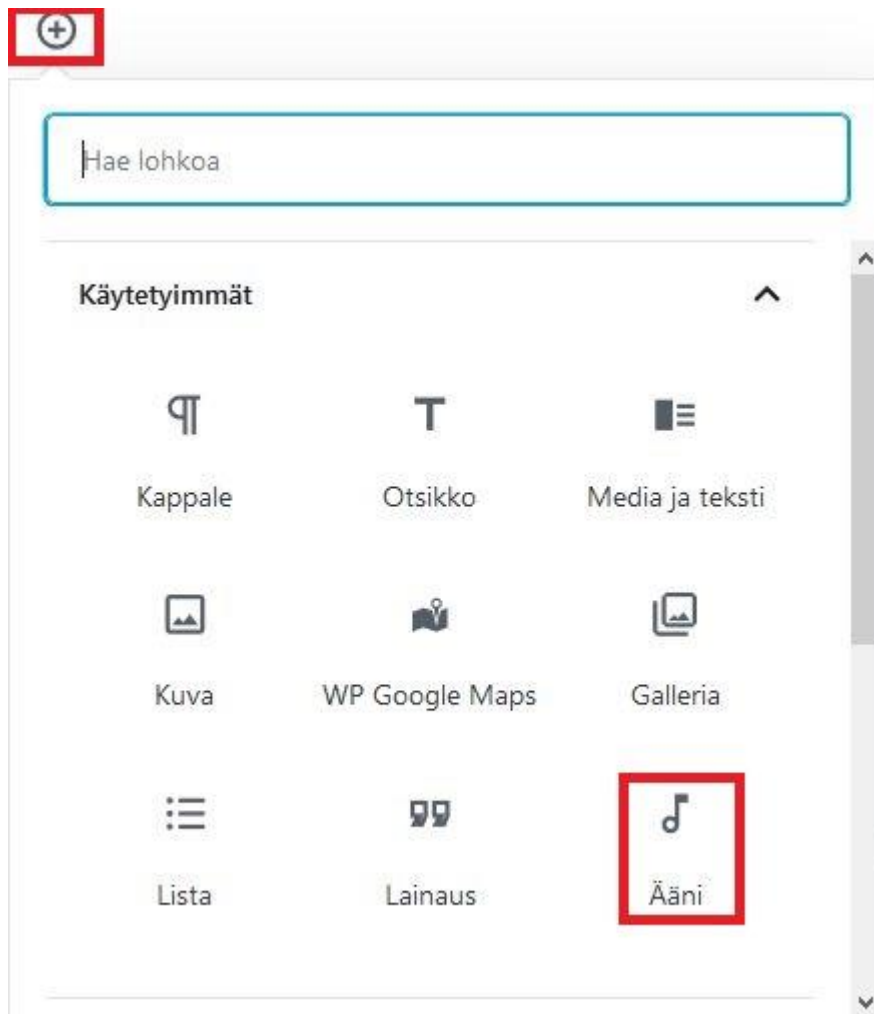 Hae lohkoa
Käytetyimmät
Kappale Otsikko Media ja teksti
Kuva WP Google Maps Galleria
Lista Lainaus Ääni